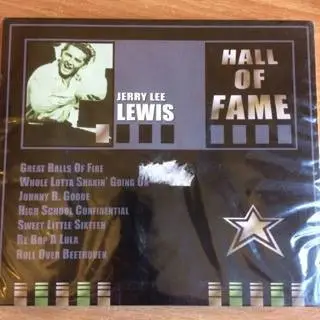 JERRY LEE
LEWIS
HALL
OF
FAME
GREAT BALLS OF FIRE
WHOLE LOTTA SHAKIN' GOING ON
JOHNNY B. GOODE
HIGH SCHOOL CONFIDENTIAL
SWEET LITTLE SIXTEEN
BE BOP A LULA
ROLL OVER BEETHOVEN